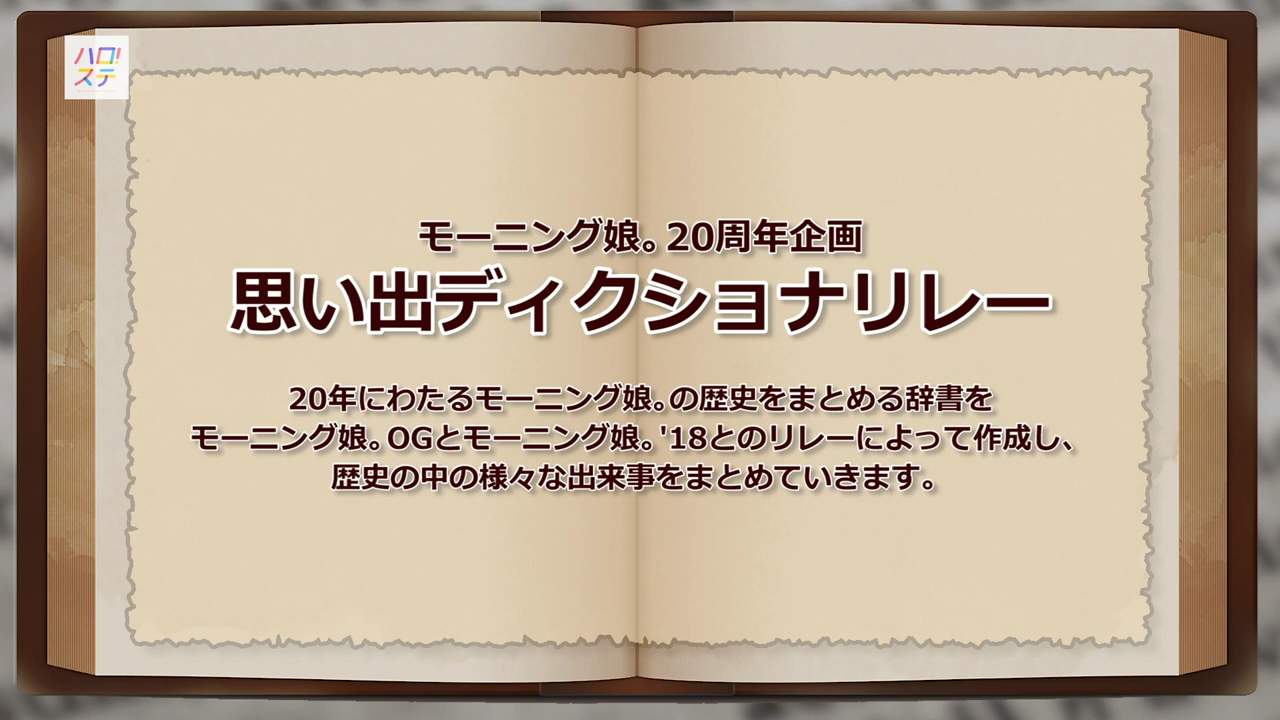 ハロ!
ステ
モーニング娘。20周年企画
思い出ディクショナリレー
20年にわたるモーニング娘。の歴史をまとめる辞書を
モーニング娘。OGとモーニング娘。'18とのリレーによって作成し、
歴史の中の様々な出来事をまとめていきます。